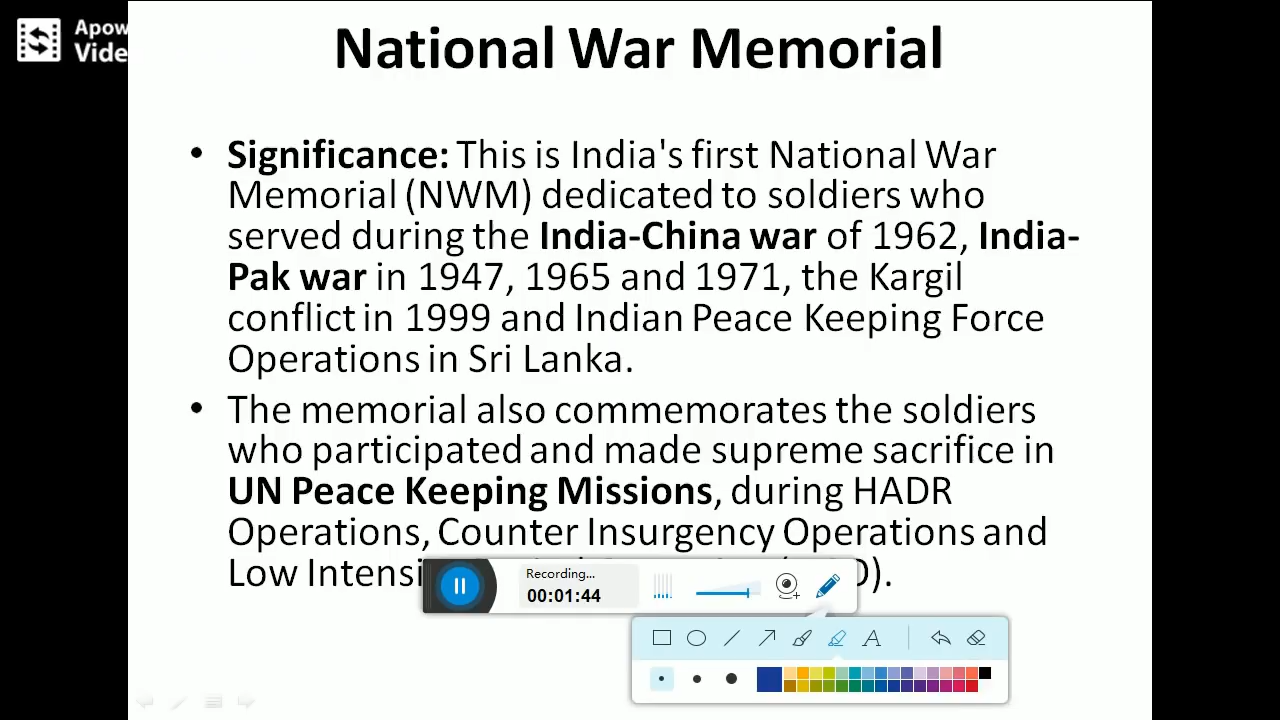 Apow
Vide
National War Memorial
• Significance: This is India's first National War
Memorial (NWM) dedicated to soldiers who
served during the India-China war of 1962, India-
Pak war in 1947, 1965 and 1971, the Kargil
conflict in 1999 and Indian Peace Keeping Force
Operations in Sri Lanka.
• The memorial also commemorates the soldiers
who participated and made supreme sacrifice in
UN Peace Keeping Missions, during HADR
Operations, Counter Insurgency Operations and
Low Intensi
).
Recording...
00:01:44
A